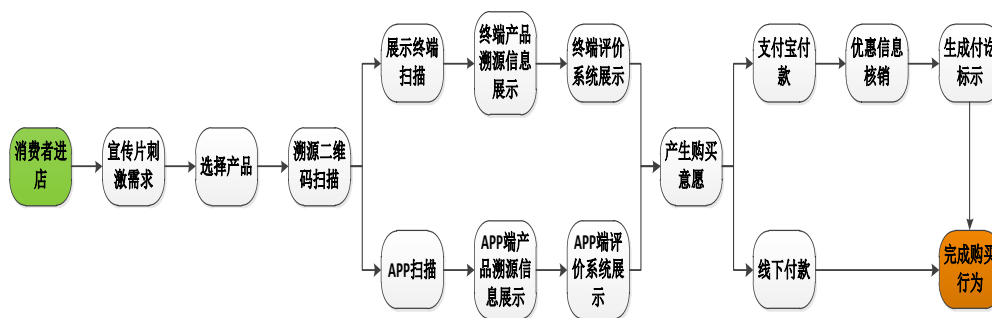 消费者进
店
宣传片刺
激需求
选择产品
溯源二维
码扫描
展示终端
扫描
终端产品
溯源信息
展示
终端评价
系统展示
APP扫描
APP端产
品溯源信
息展示
APP端评
价系统展
示
产生购买
意愿
支付宝付
款
优惠信息
核销
生成付讫
标示
线下付款
完成购买
行为